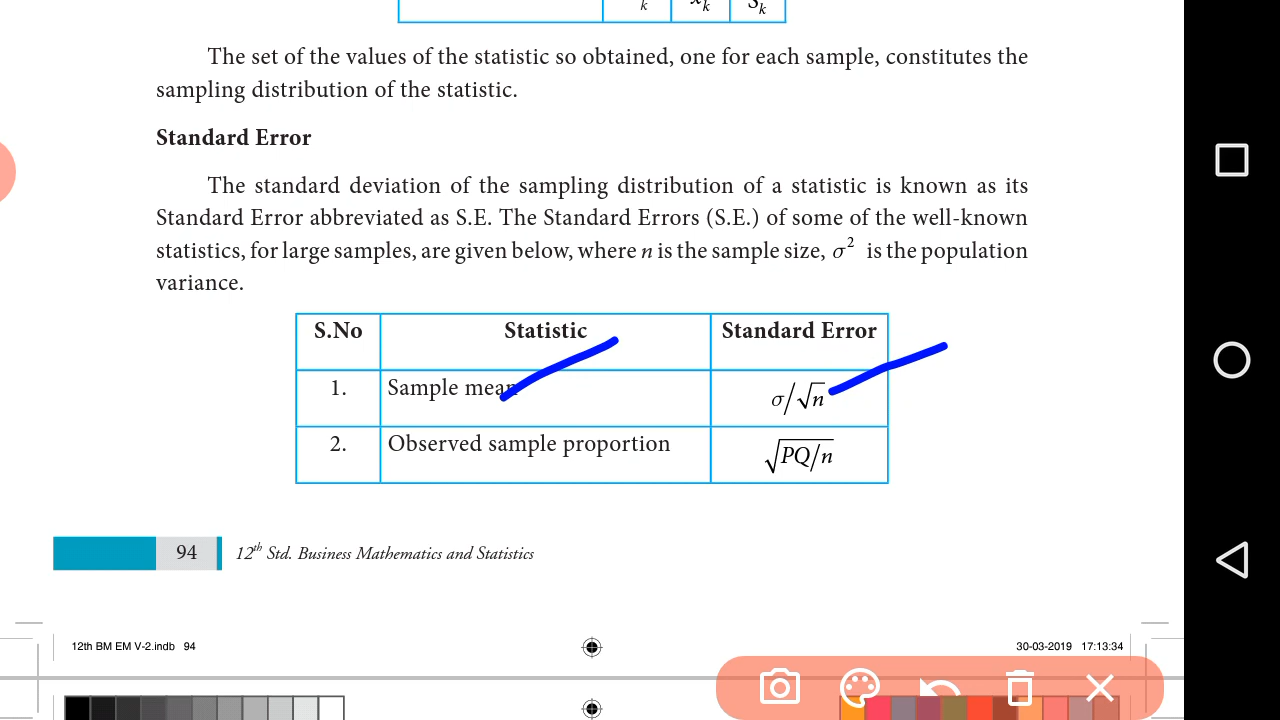 k x̄k Sk
The set of the values of the statistic so obtained, one for each sample, constitutes the
sampling distribution of the statistic.
Standard Error
The standard deviation of the sampling distribution of a statistic is known as its
Standard Error abbreviated as S.E. The Standard Errors (S.E.) of some of the well-known
statistics, for large samples, are given below, where n is the sample size, σ² is the population
variance.
S.No Statistic Standard Error
1. Sample mean σ/√n
2. Observed sample proportion √PQ/n
94 12th Std. Business Mathematics and Statistics
12th BM EM V-2.indb 94 30-03-2019 17:13:34